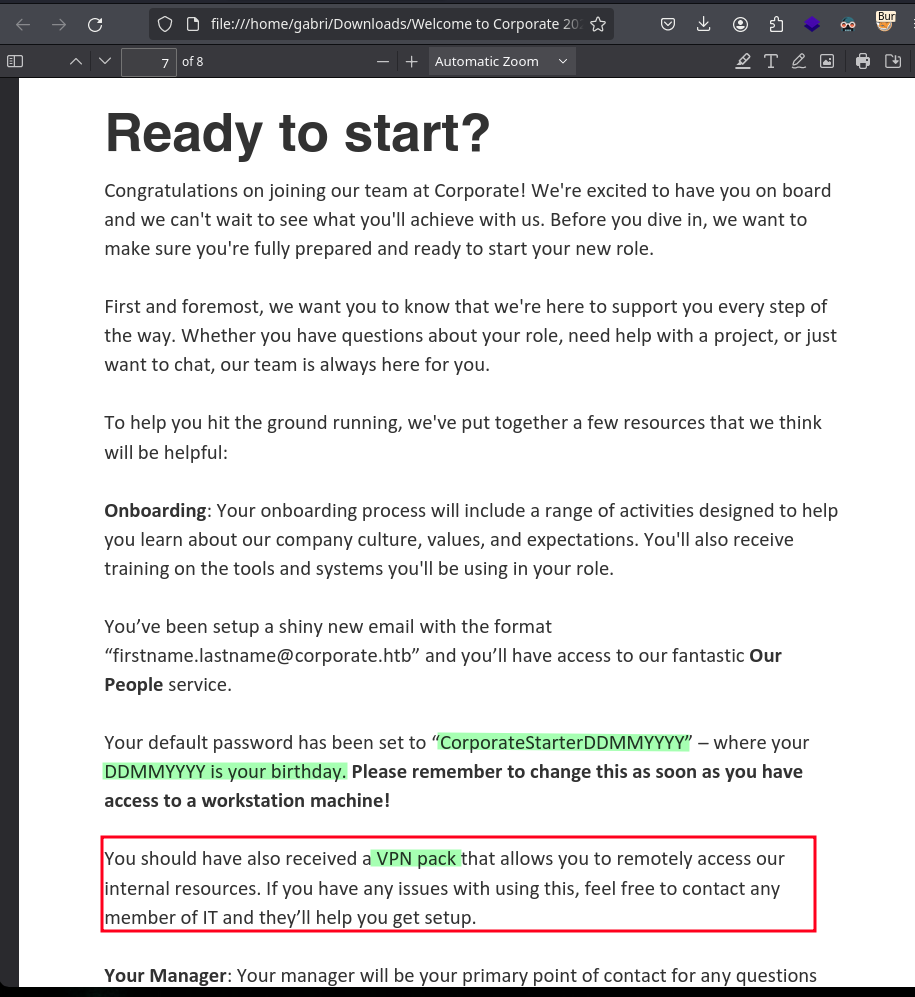 Bur
file:///home/gabri/Downloads/Welcome to Corporate 202
7 of 8
Automatic Zoom
Ready to start?
Congratulations on joining our team at Corporate! We're excited to have you on board
and we can't wait to see what you'll achieve with us. Before you dive in, we want to
make sure you're fully prepared and ready to start your new role.
First and foremost, we want you to know that we're here to support you every step of
the way. Whether you have questions about your role, need help with a project, or just
want to chat, our team is always here for you.
To help you hit the ground running, we've put together a few resources that we think
will be helpful:
Onboarding: Your onboarding process will include a range of activities designed to help
you learn about our company culture, values, and expectations. You'll also receive
training on the tools and systems you'll be using in your role.
You’ve been setup a shiny new email with the format
“firstname.lastname@corporate.htb” and you’ll have access to our fantastic Our
People service.
Your default password has been set to “CorporateStarterDDMMYYYY” – where your
DDMMYYYY is your birthday. Please remember to change this as soon as you have
access to a workstation machine!
You should have also received a VPN pack that allows you to remotely access our
internal resources. If you have any issues with using this, feel free to contact any
member of IT and they’ll help you get setup.
Your Manager: Your manager will be your primary point of contact for any questions